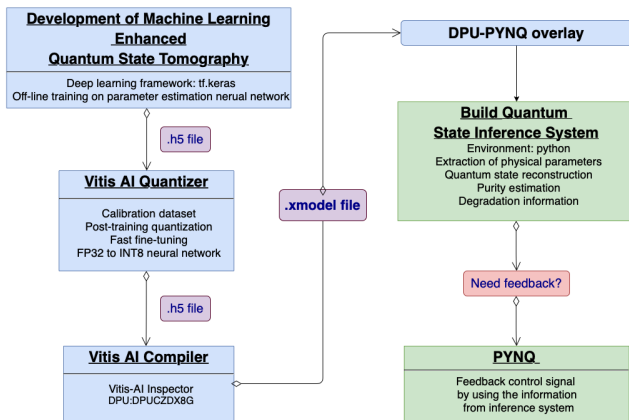 Development of Machine Learning
Enhanced
Quantum State Tomography
Deep learning framework: tf.keras
Off-line training on parameter estimation nerual network
.h5 file
Vitis AI Quantizer
Calibration dataset
Post-training quantization
Fast fine-tuning
FP32 to INT8 neural network
.h5 file
Vitis AI Compiler
Vitis-AI Inspector
DPU:DPUCZDX8G
.xmodel file
DPU-PYNQ overlay
Build Quantum
State Inference System
Environment: python
Extraction of physical parameters
Quantum state reconstruction
Purity estimation
Degradation information
Need feedback?
PYNQ
Feedback control signal
by using the information
from inference system